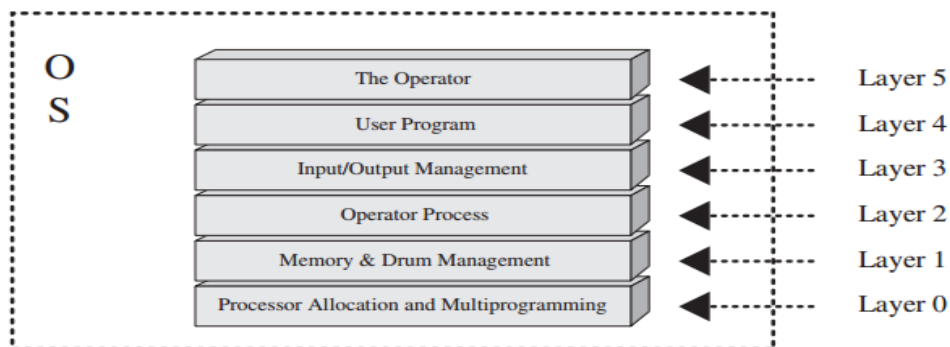 O
S
The Operator
Layer 5
User Program
Layer 4
Input/Output Management
Layer 3
Operator Process
Layer 2
Memory & Drum Management
Layer 1
Processor Allocation and Multiprogramming
Layer 0